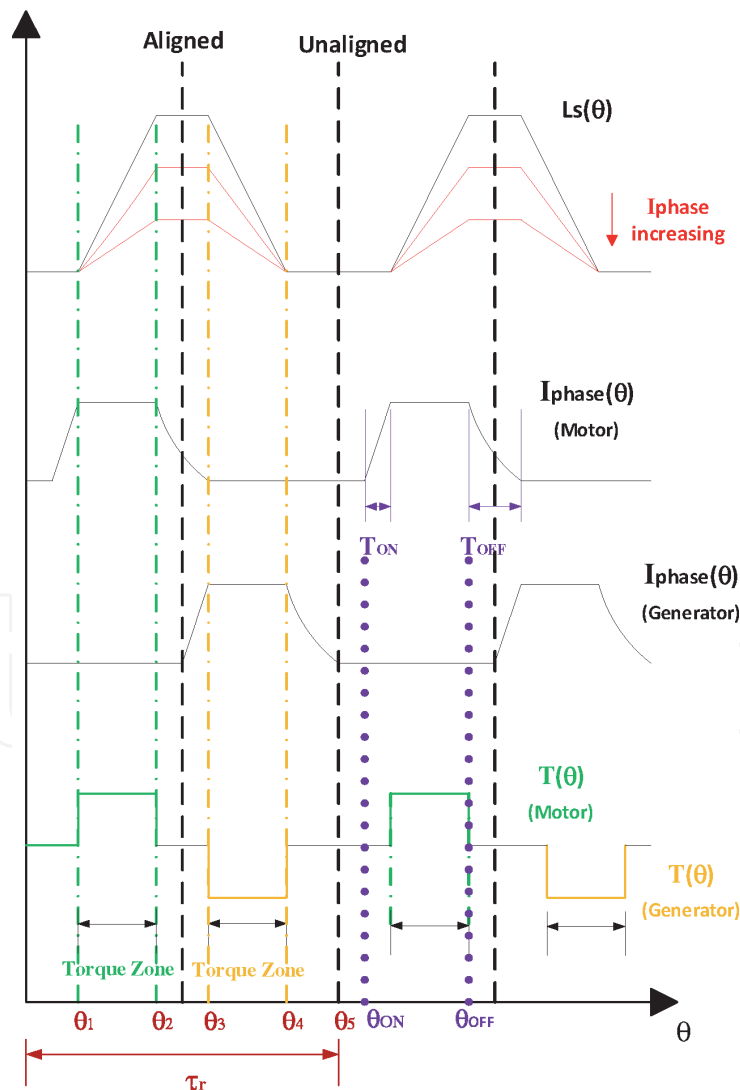 Aligned
Unaligned
Ls(θ)
Iphase
increasing
Iphase(θ)
(Motor)
TON
TOFF
Iphase(θ)
(Generator)
T(θ)
(Motor)
T(θ)
(Generator)
Torque Zone
Torque Zone
θ1
θ2
θ3
θ4
θ5
θON
θOFF
θ
τr